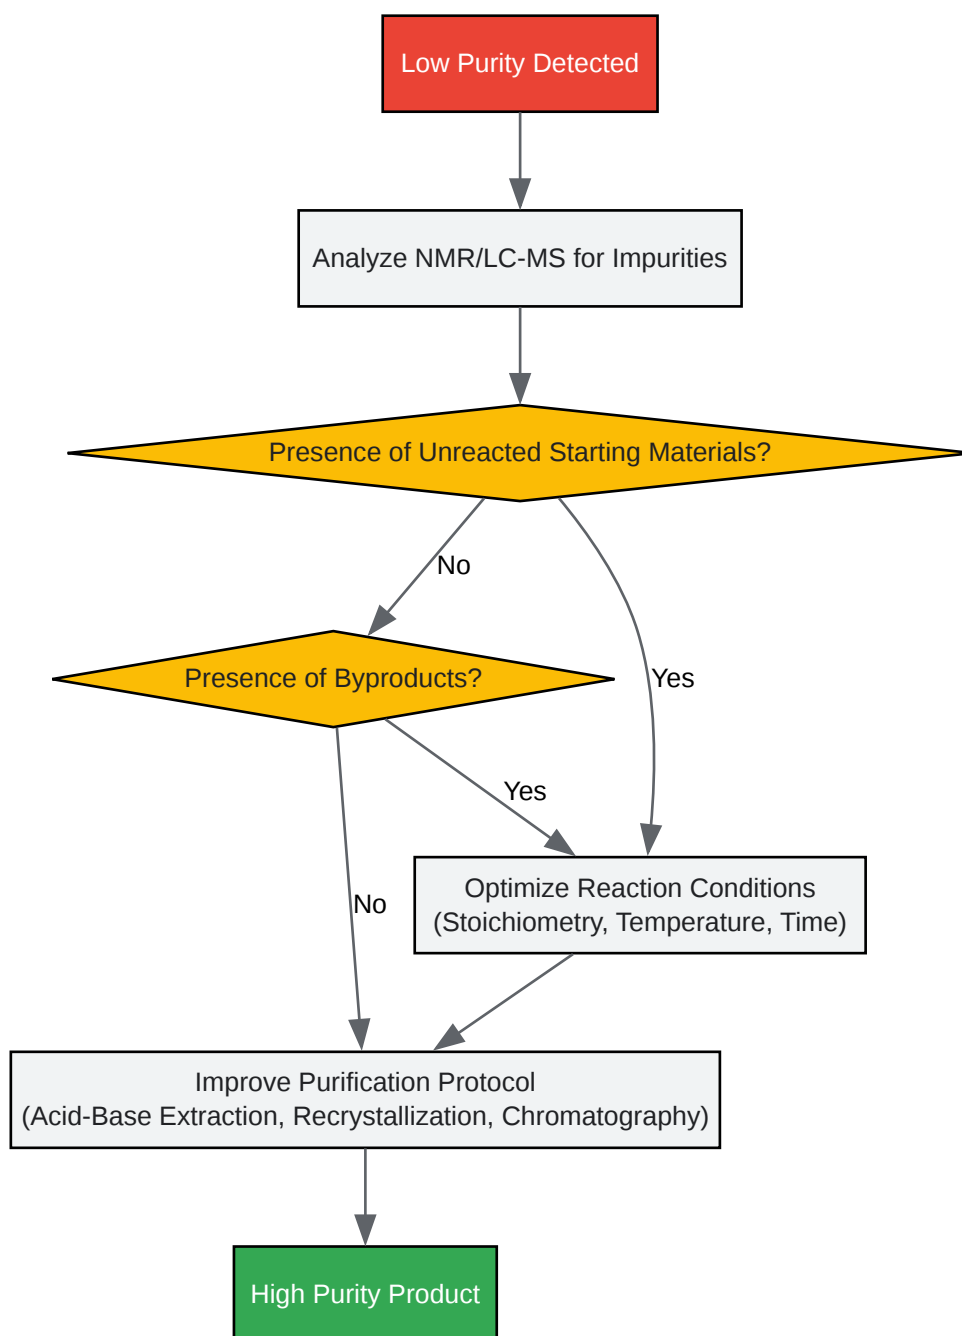 Low Purity Detected
Analyze NMR/LC-MS for Impurities
Presence of Unreacted Starting Materials?
No
Presence of Byproducts?
Yes
Yes
Optimize Reaction Conditions
(Stoichiometry, Temperature, Time)
No
Improve Purification Protocol
(Acid-Base Extraction, Recrystallization, Chromatography)
High Purity Product